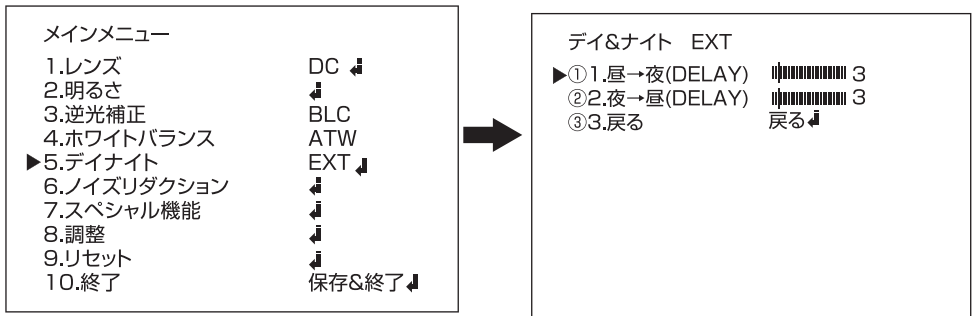 メインメニュー
1.レンズ DC ↲
2.明るさ ↲
3.逆光補正 BLC
4.ホワイトバランス ATW
▶5.デイナイト EXT ↲
6.ノイズリダクション ↲
7.スペシャル機能 ↲
8.調整 ↲
9.リセット ↲
10.終了 保存&終了↲
デイ&ナイト EXT
▶①1.昼→夜(DELAY) 3
②2.夜→昼(DELAY) 3
③3.戻る 戻る↲